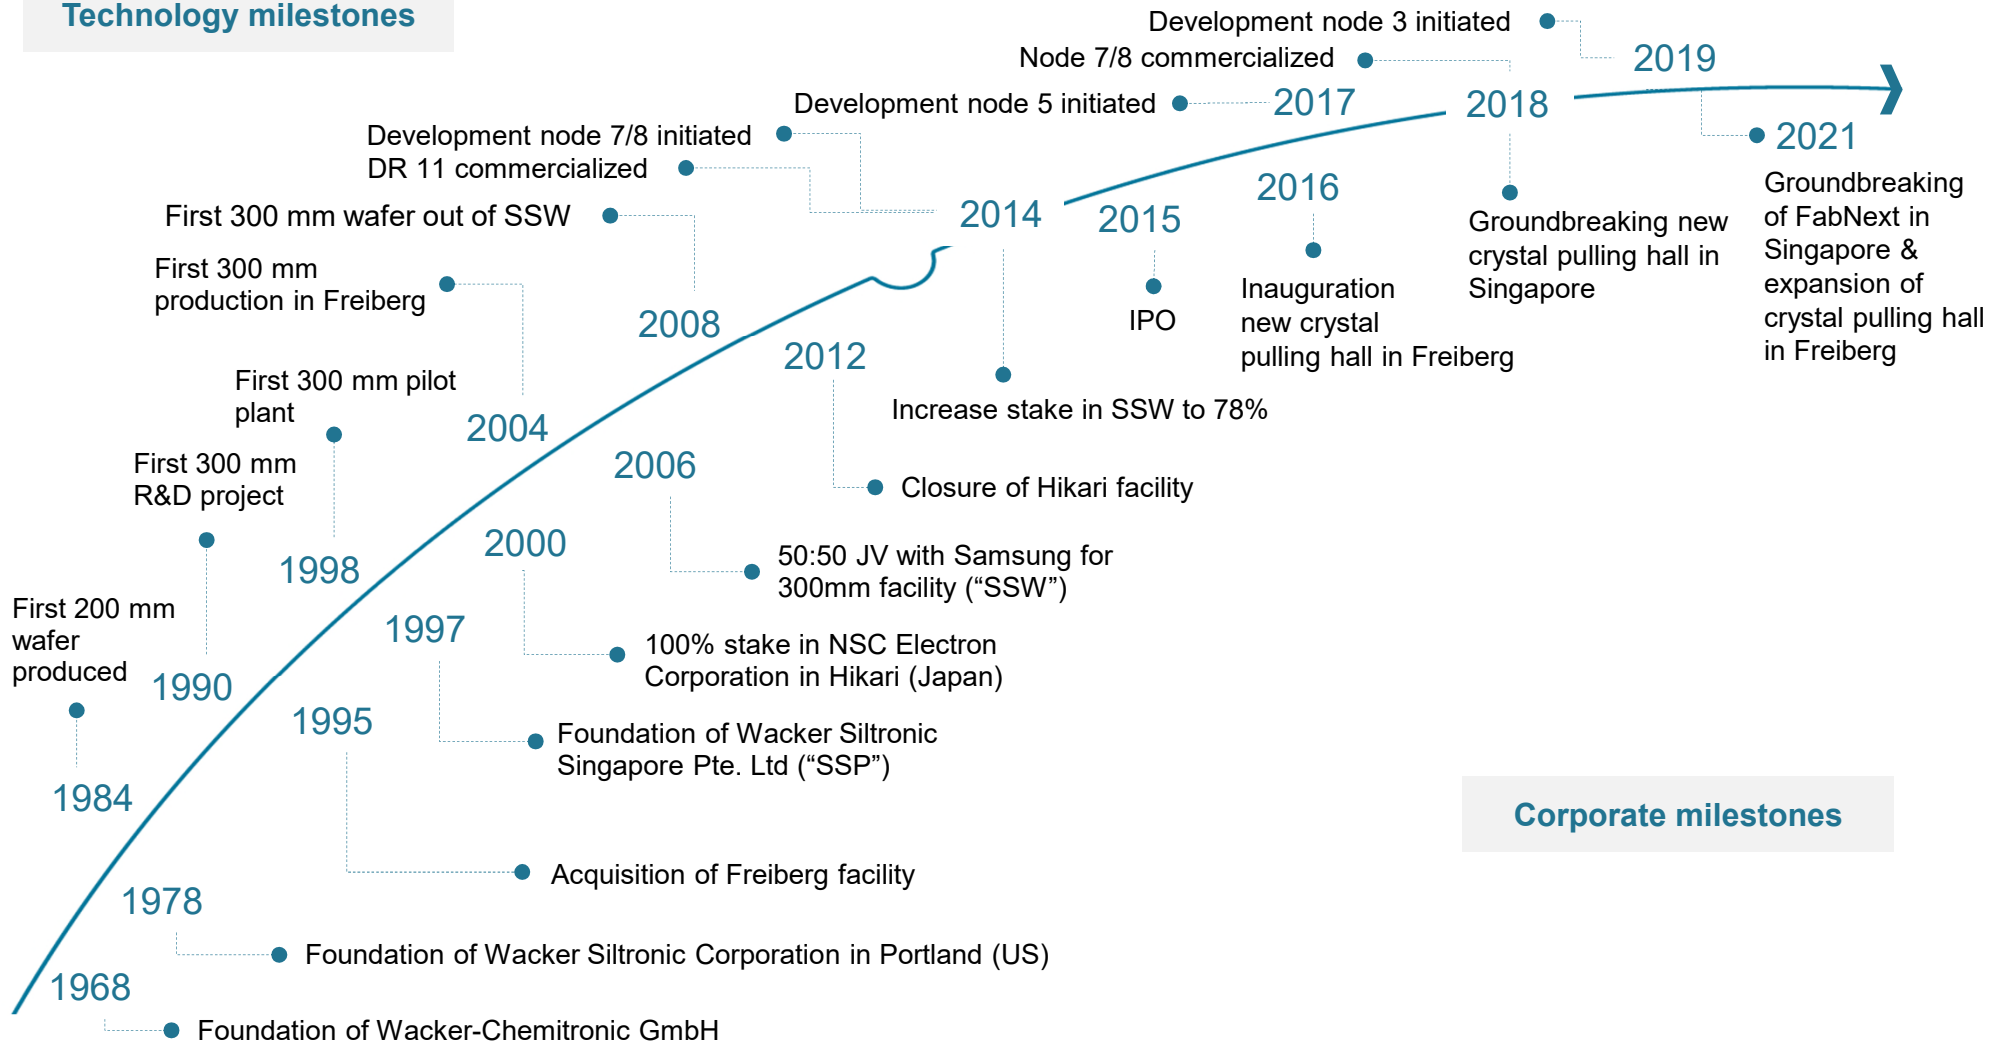 Technology milestones
Development node 3 initiated
2019
Node 7/8 commercialized
Development node 5 initiated
2017
2018
Development node 7/8 initiated
DR 11 commercialized
2021
Groundbreaking
of FabNext in
Singapore &
expansion of
crystal pulling hall
in Freiberg
First 300 mm wafer out of SSW
2014
2015
2016
Groundbreaking new
crystal pulling hall in
Singapore
First 300 mm
production in Freiberg
IPO
Inauguration
new crystal
pulling hall in Freiberg
2008
2012
First 300 mm pilot
plant
Increase stake in SSW to 78%
2004
2006
First 300 mm
R&D project
Closure of Hikari facility
2000
1998
50:50 JV with Samsung for
300mm facility (“SSW”)
First 200 mm
wafer
produced
1997
100% stake in NSC Electron
Corporation in Hikari (Japan)
1990
1995
Foundation of Wacker Siltronic
Singapore Pte. Ltd (“SSP”)
1984
Corporate milestones
Acquisition of Freiberg facility
1978
Foundation of Wacker Siltronic Corporation in Portland (US)
1968
Foundation of Wacker-Chemitronic GmbH